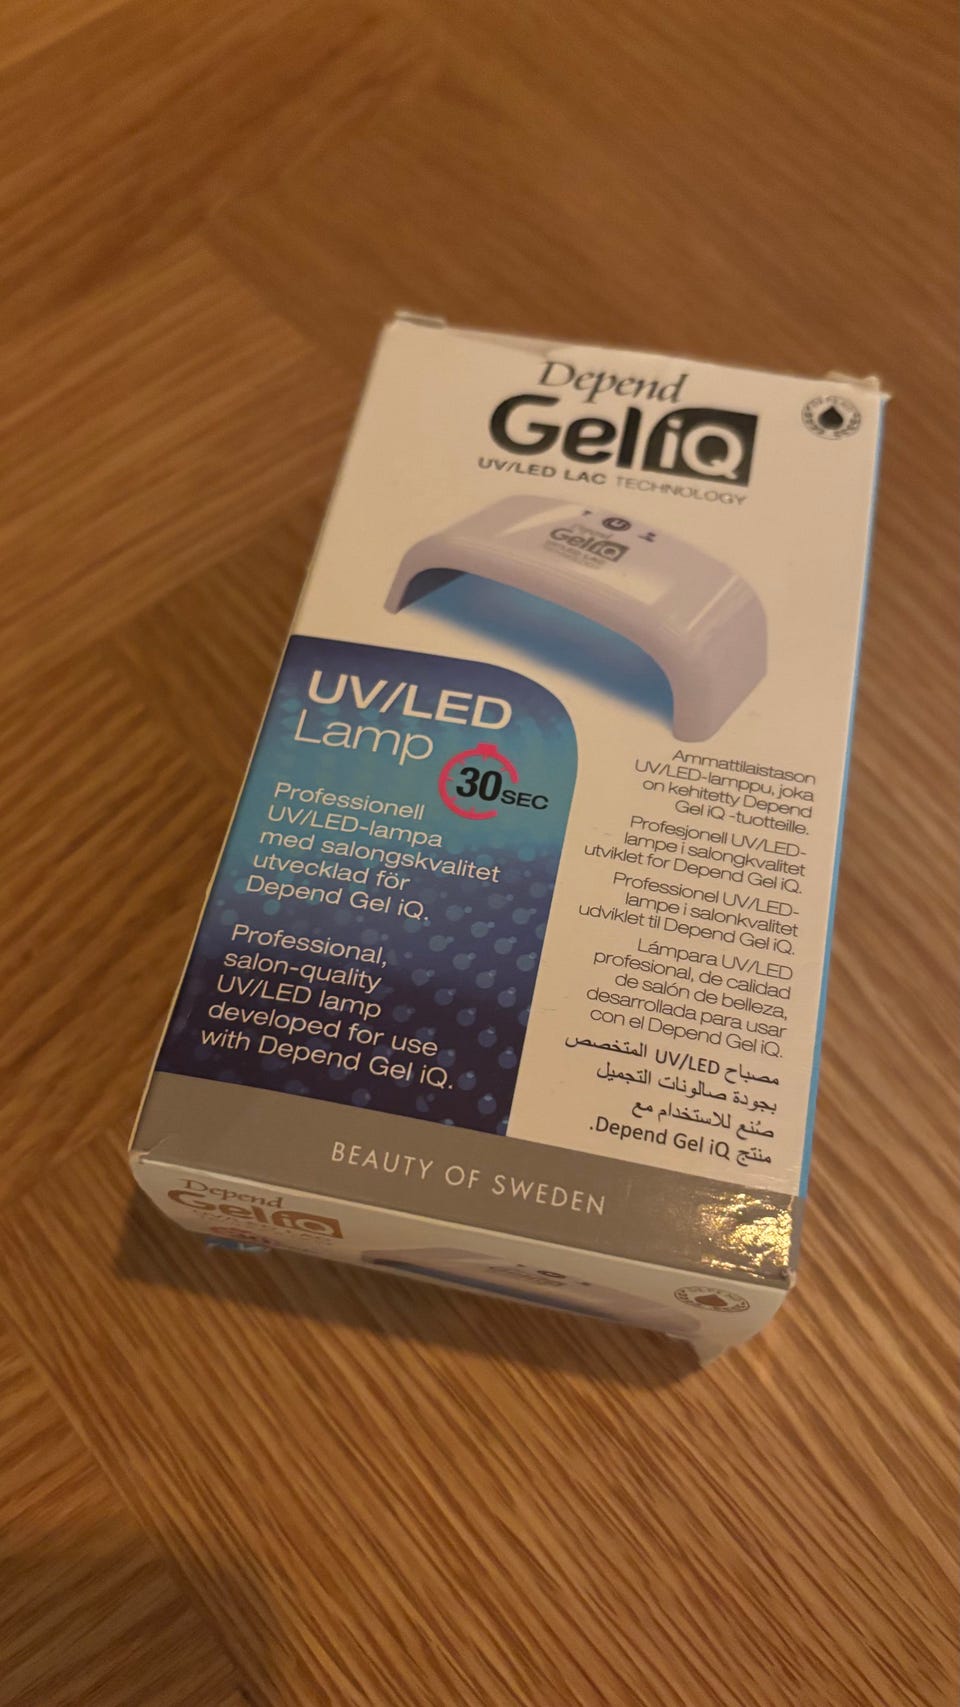 Depend
Gel iQ
UV/LED LAC TECHNOLOGY
Depend
Gel iQ
UV/LED
Lamp
30 SEC
Professionell
UV/LED-lampa
med salongskvalitet
utvecklad för
Depend Gel iQ.
Professional,
salon-quality
UV/LED lamp
developed for use
with Depend Gel iQ.
Ammattilaistason
UV/LED-lamppu, joka
on kehitetty Depend
Gel iQ -tuotteille.
Profesjonell UV/LED-
lampe i salongkvalitet
utviklet for Depend Gel iQ.
Professionel UV/LED-
lampe i salonkvalitet
udviklet til Depend Gel iQ.
Lámpara UV/LED
profesional, de calidad
de salón de belleza,
desarrollada para usar
con el Depend Gel iQ.
مصباح UV/LED المتخصص
بجودة صالونات التجميل
صُنع للاستخدام مع
منتج Depend Gel iQ.
BEAUTY OF SWEDEN
Depend
Gel iQ